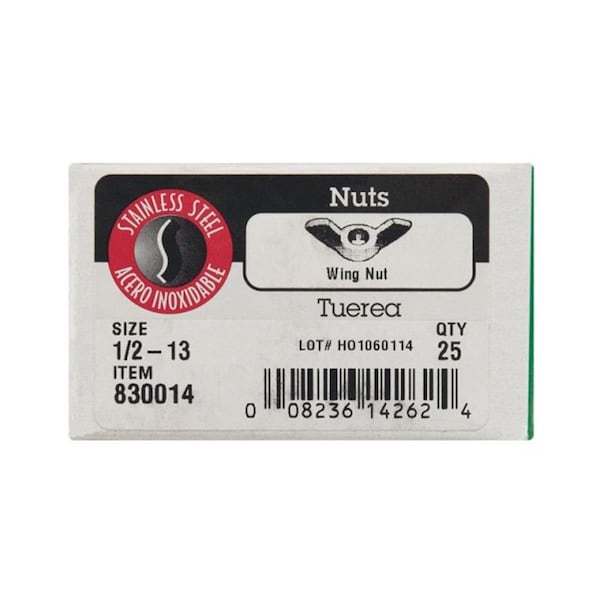 STAINLESS STEEL
S
ACERO INOXIDABLE
Nuts
Wing Nut
Tuerea
SIZE
1/2 – 13
LOT# HO1060114
QTY
25
ITEM
830014
0 08236 14262 4